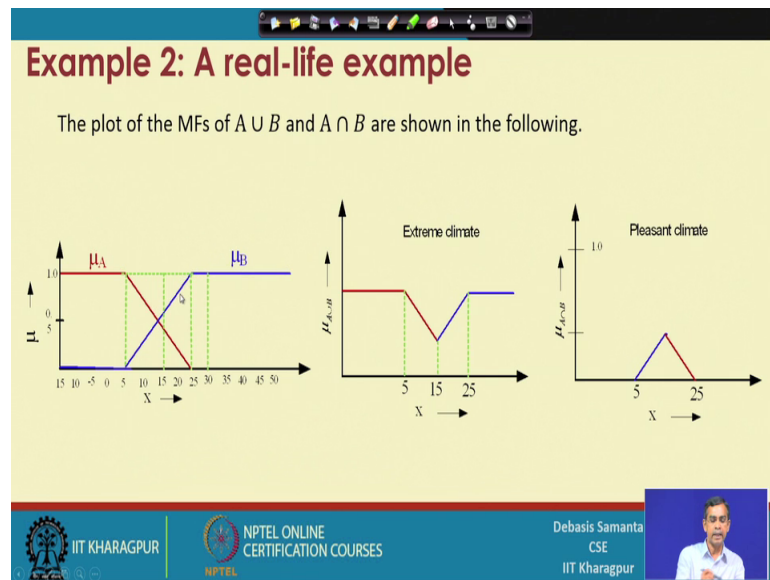 Example 2: A real-life example
The plot of the MFs of A ∪ B and A ∩ B are shown in the following.
μA
μB
1.0
0.
5
μ
15 10 -5 0 5 10 15 20 25 30 35 40 45 50
X
Extreme climate
μA∪B
5 15 25
X
Pleasant climate
1.0
μA∩B
5 25
X
IIT KHARAGPUR
NPTEL
NPTEL ONLINE
CERTIFICATION COURSES
Debasis Samanta
CSE
IIT Kharagpur